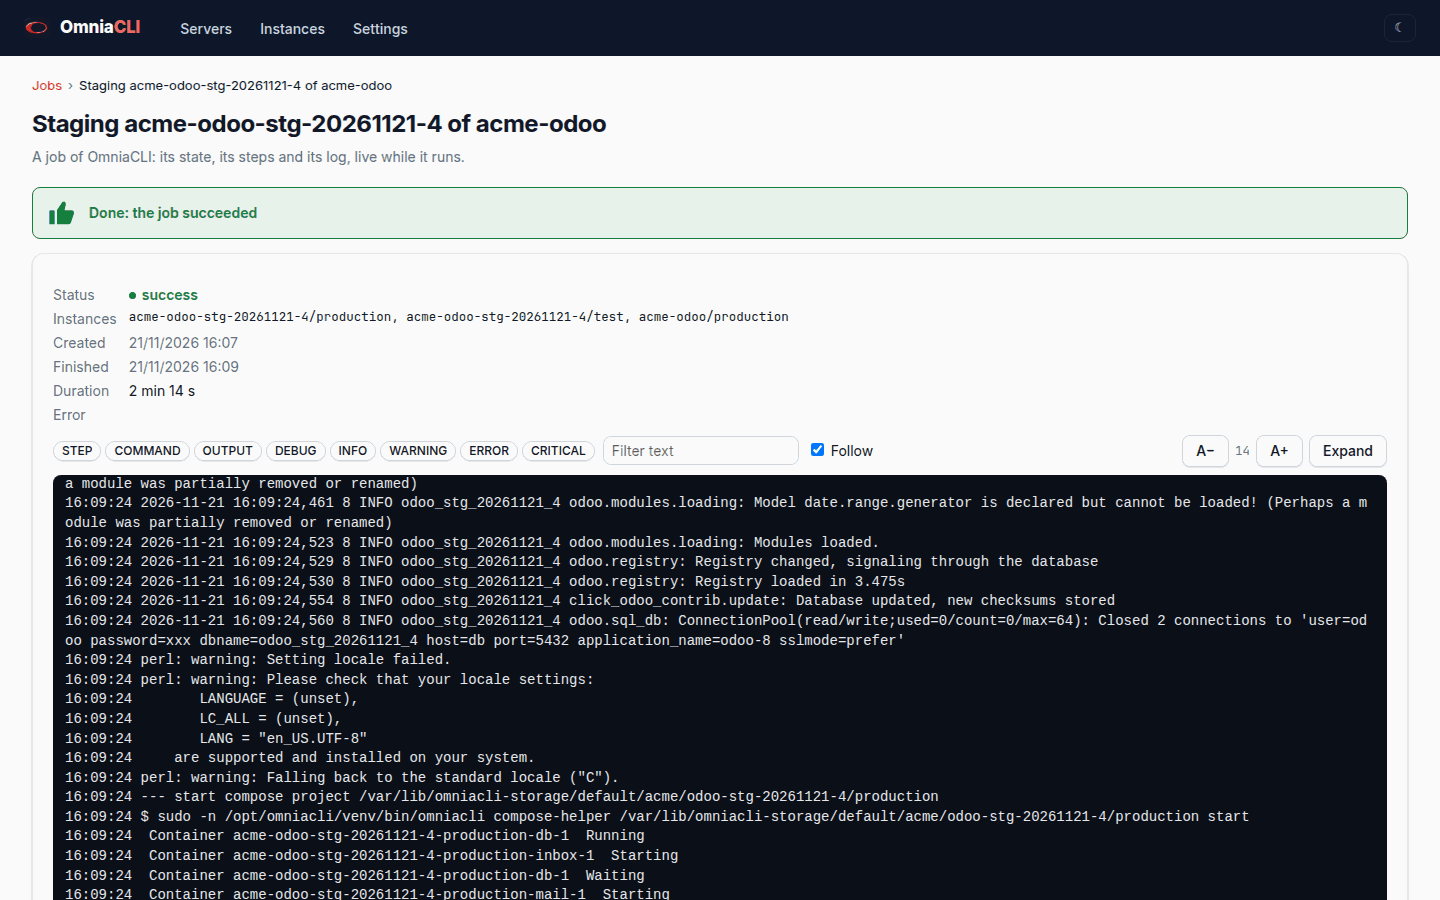 OmniaCLI
Servers
Instances
Settings
Jobs › Staging acme-odoo-stg-20261121-4 of acme-odoo
Staging acme-odoo-stg-20261121-4 of acme-odoo
A job of OmniaCLI: its state, its steps and its log, live while it runs.
Done: the job succeeded
Status success
Instances acme-odoo-stg-20261121-4/production, acme-odoo-stg-20261121-4/test, acme-odoo/production
Created 21/11/2026 16:07
Finished 21/11/2026 16:09
Duration 2 min 14 s
Error
STEP COMMAND OUTPUT DEBUG INFO WARNING ERROR CRITICAL Filter text Follow A− 14 A+ Expand
a module was partially removed or renamed)
16:09:24 2026-11-21 16:09:24,461 8 INFO odoo_stg_20261121_4 odoo.modules.loading: Model date.range.generator is declared but cannot be loaded! (Perhaps a m
odule was partially removed or renamed)
16:09:24 2026-11-21 16:09:24,523 8 INFO odoo_stg_20261121_4 odoo.modules.loading: Modules loaded.
16:09:24 2026-11-21 16:09:24,529 8 INFO odoo_stg_20261121_4 odoo.registry: Registry changed, signaling through the database
16:09:24 2026-11-21 16:09:24,530 8 INFO odoo_stg_20261121_4 odoo.registry: Registry loaded in 3.475s
16:09:24 2026-11-21 16:09:24,554 8 INFO odoo_stg_20261121_4 click_odoo_contrib.update: Database updated, new checksums stored
16:09:24 2026-11-21 16:09:24,560 8 INFO odoo_stg_20261121_4 odoo.sql_db: ConnectionPool(read/write;used=0/count=0/max=64): Closed 2 connections to 'user=od
oo password=xxx dbname=odoo_stg_20261121_4 host=db port=5432 application_name=odoo-8 sslmode=prefer'
16:09:24 perl: warning: Setting locale failed.
16:09:24 perl: warning: Please check that your locale settings:
16:09:24 LANGUAGE = (unset),
16:09:24 LC_ALL = (unset),
16:09:24 LANG = "en_US.UTF-8"
16:09:24 are supported and installed on your system.
16:09:24 perl: warning: Falling back to the standard locale ("C").
16:09:24 --- start compose project /var/lib/omniacli-storage/default/acme/odoo-stg-20261121-4/production
16:09:24 $ sudo -n /opt/omniacli/venv/bin/omniacli compose-helper /var/lib/omniacli-storage/default/acme/odoo-stg-20261121-4/production start
16:09:24 Container acme-odoo-stg-20261121-4-production-db-1 Running
16:09:24 Container acme-odoo-stg-20261121-4-production-inbox-1 Starting
16:09:24 Container acme-odoo-stg-20261121-4-production-db-1 Waiting
16:09:24 Container acme-odoo-stg-20261121-4-production-mail-1 Starting